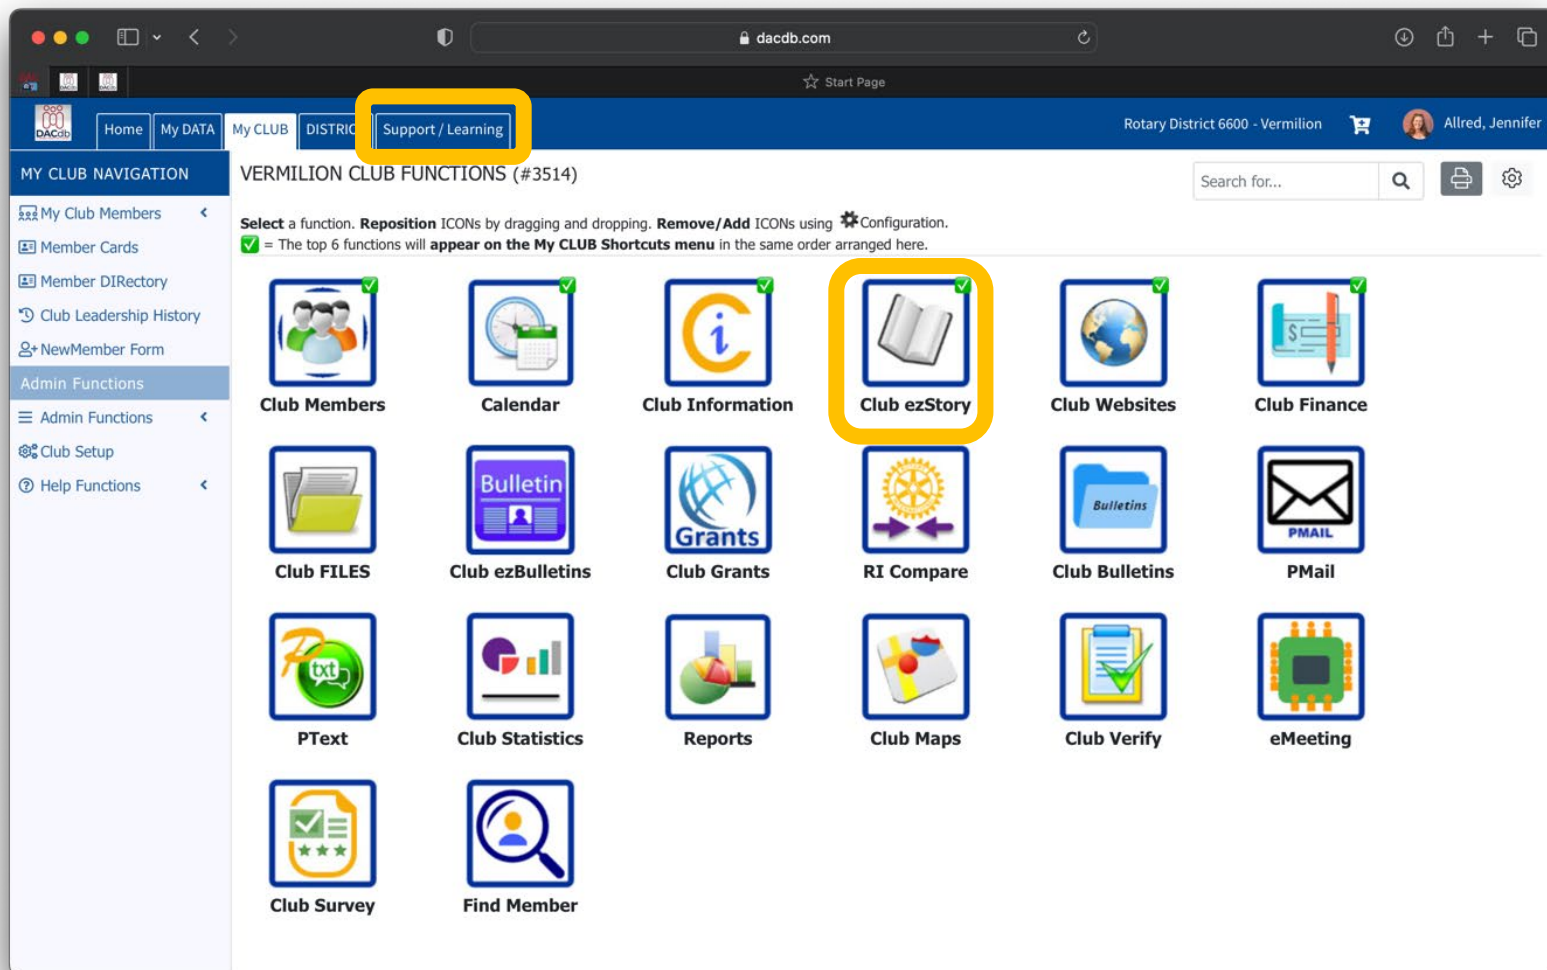 dacdb.com
Start Page
DACdb
Home
My DATA
My CLUB
DISTRIC
Support / Learning
Rotary District 6600 - Vermilion
Allred, Jennifer
MY CLUB NAVIGATION
My Club Members
Member Cards
Member DIRectory
Club Leadership History
NewMember Form
Admin Functions
Admin Functions
Club Setup
Help Functions
VERMILION CLUB FUNCTIONS (#3514)
Search for...
Select a function. Reposition ICONs by dragging and dropping. Remove/Add ICONs using Configuration.
= The top 6 functions will appear on the My CLUB Shortcuts menu in the same order arranged here.
Club Members
Calendar
Club Information
Club ezStory
Club Websites
Club Finance
Bulletin
Grants
Bulletins
PMAIL
Club FILES
Club ezBulletins
Club Grants
RI Compare
Club Bulletins
PMail
txt
PText
Club Statistics
Reports
Club Maps
Club Verify
eMeeting
Club Survey
Find Member